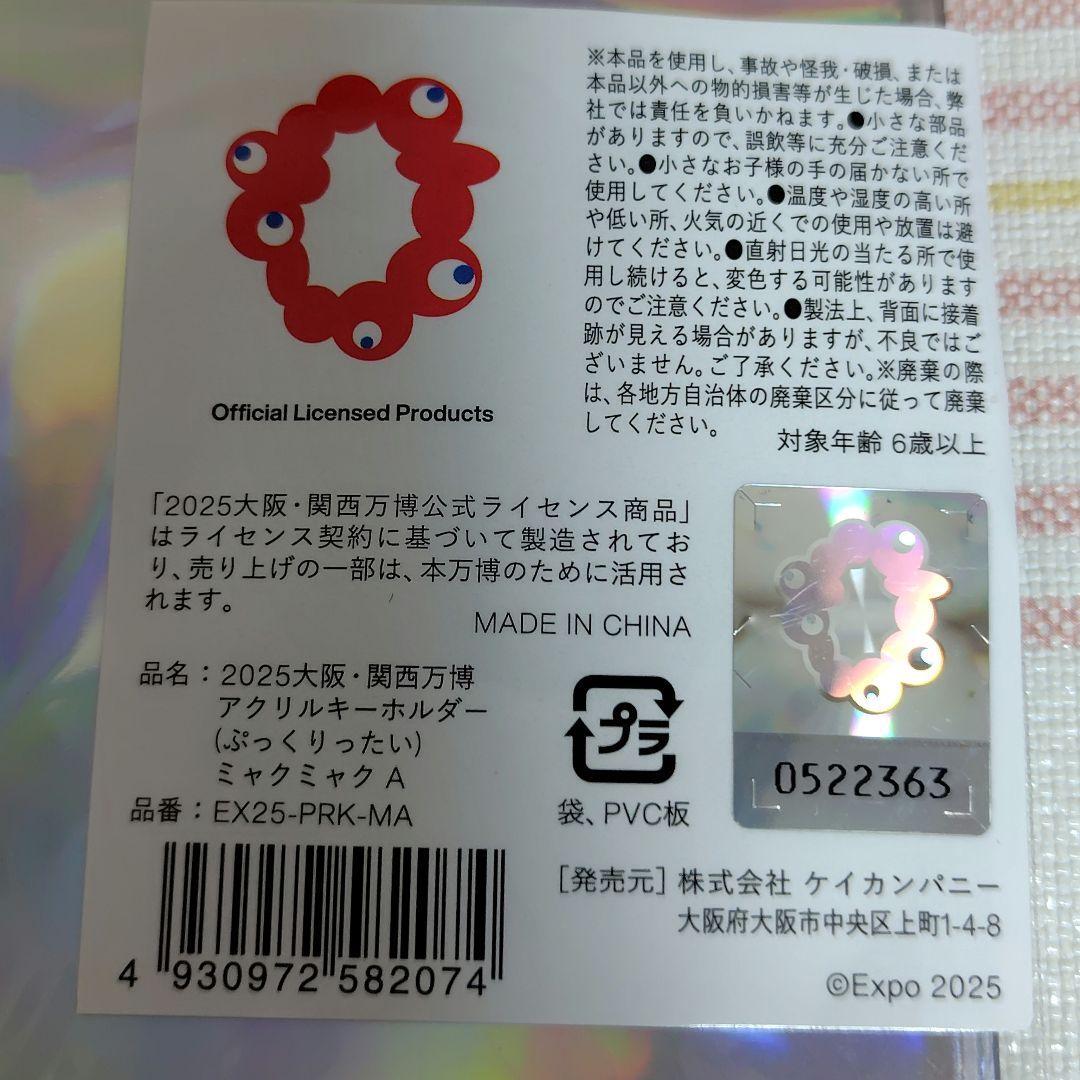 ※本品を使用し、事故や怪我・破損、または
本品以外への物的損害等が生じた場合、弊
社では責任を負いかねます。●小さな部品
がありますので、誤飲等に充分ご注意くだ
さい。●小さなお子様の手の届かない所で
使用してください。●温度や湿度の高い所
や低い所、火気の近くでの使用や放置は避
けてください。●直射日光の当たる所で使
用し続けると、変色する可能性があります
のでご注意ください。●製法上、背面に接着
跡が見える場合がありますが、不良ではご
ざいません。ご了承ください。※廃棄の際
は、各地方自治体の廃棄区分に従って廃棄
してください。
対象年齢 6歳以上
Official Licensed Products
「2025大阪・関西万博公式ライセンス商品」
はライセンス契約に基づいて製造されてお
り、売り上げの一部は、本万博のために活用さ
れます。
MADE IN CHINA
品名：2025大阪・関西万博
アクリルキーホルダー
(ぷっくりったい)
ミャクミャク A
品番：EX25-PRK-MA
プラ
袋、PVC板
0522363
4 930972 582074
［発売元］株式会社 ケイカンパニー
大阪府大阪市中央区上町1-4-8
©Expo 2025